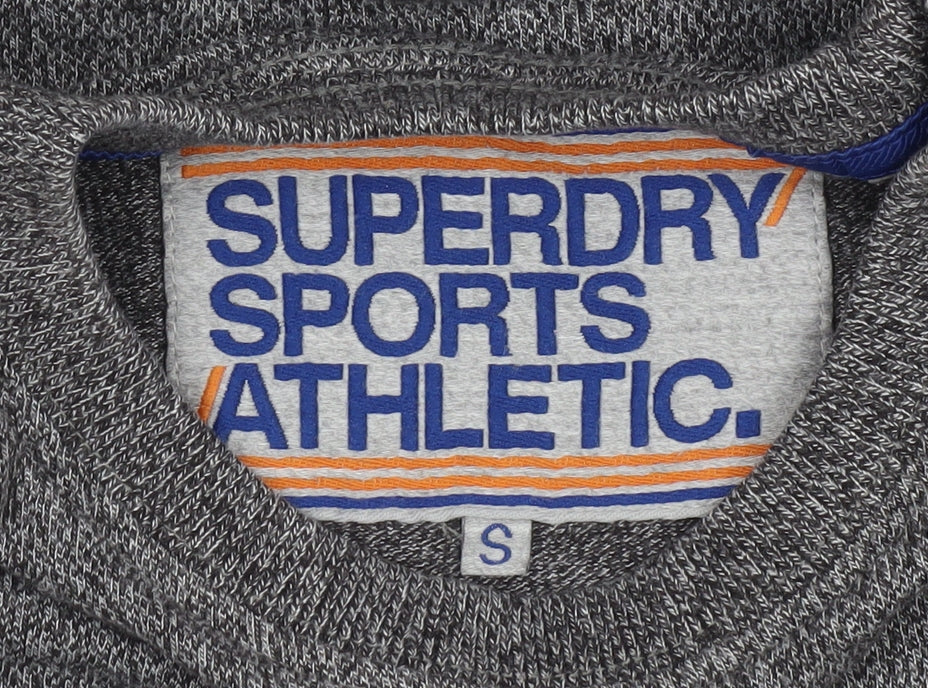 SUPERDRY/
SPORTS
/ATHLETIC.
S